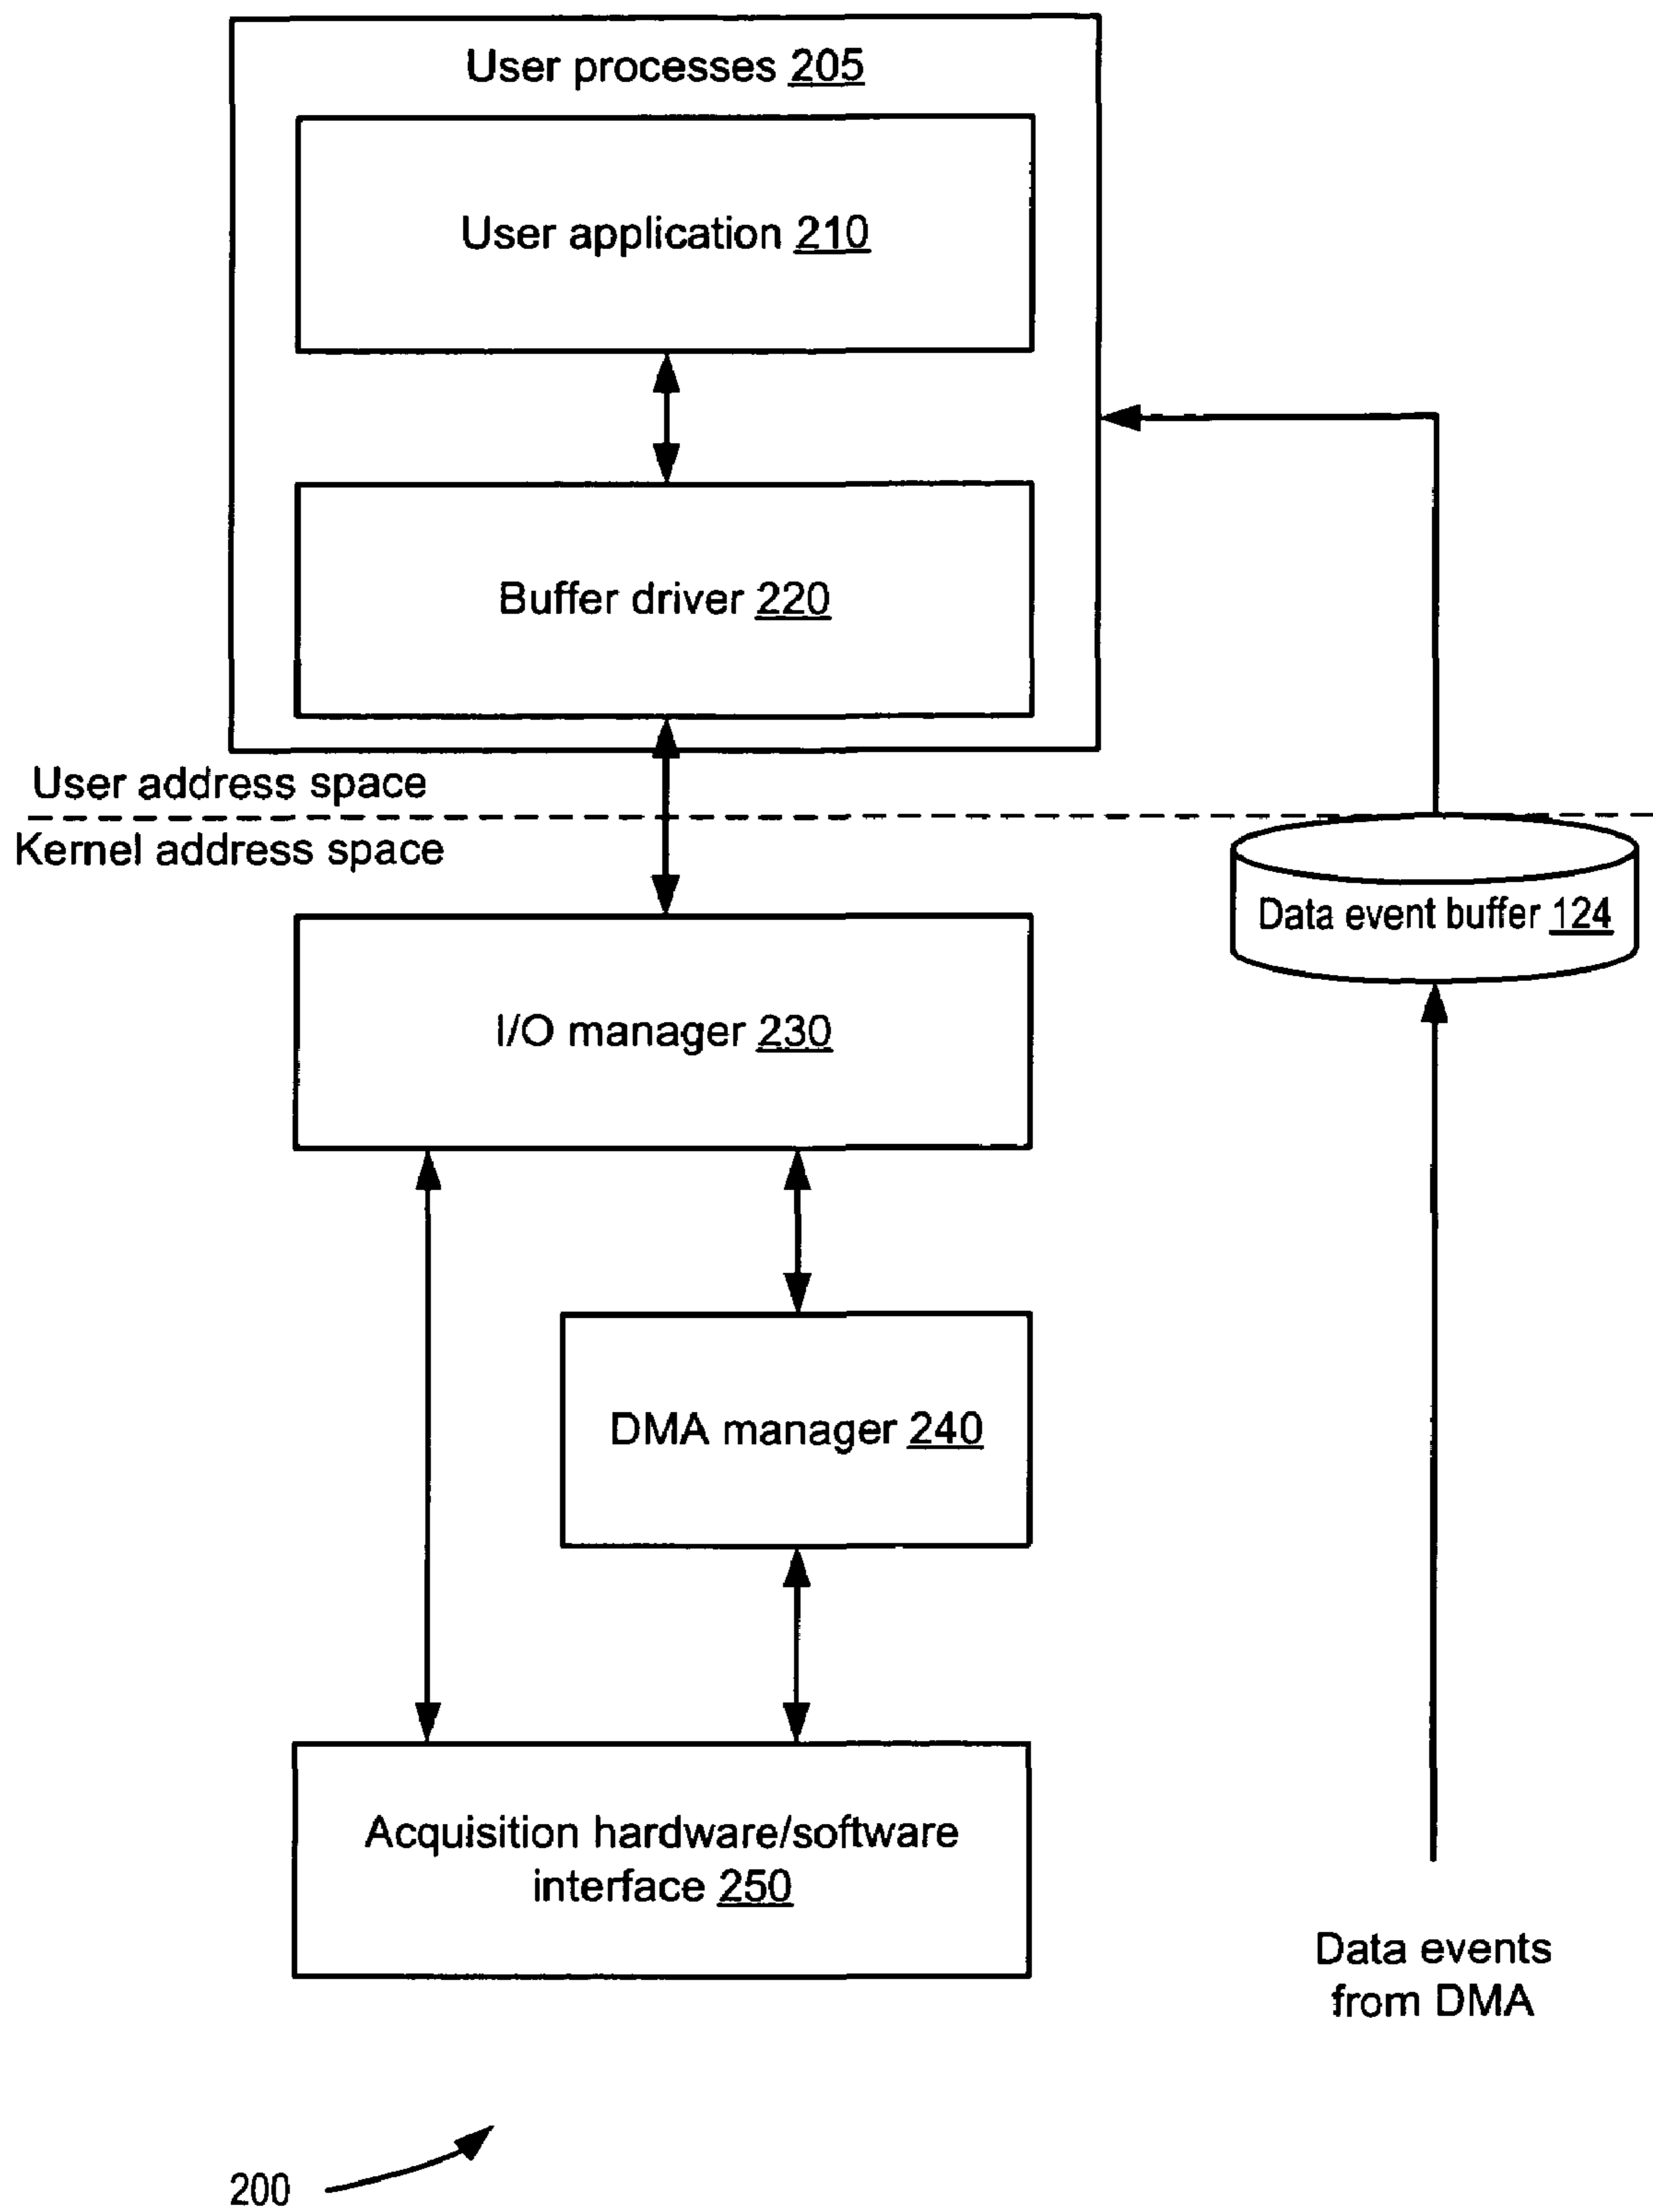 User processes 205
User application 210
Buffer driver 220
User address space
Kernel address space
Data event buffer 124
I/O manager 230
DMA manager 240
Acquisition hardware/software
interface 250
Data events
from DMA
200